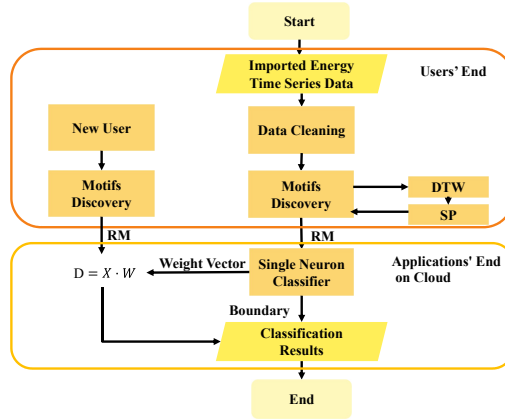 Start
Imported Energy
Time Series Data
Users' End
New User
Data Cleaning
Motifs
Discovery
Motifs
Discovery
DTW
SP
RM
RM
D = X · W
Weight Vector
Single Neuron
Classifier
Applications' End
on Cloud
Boundary
Classification
Results
End